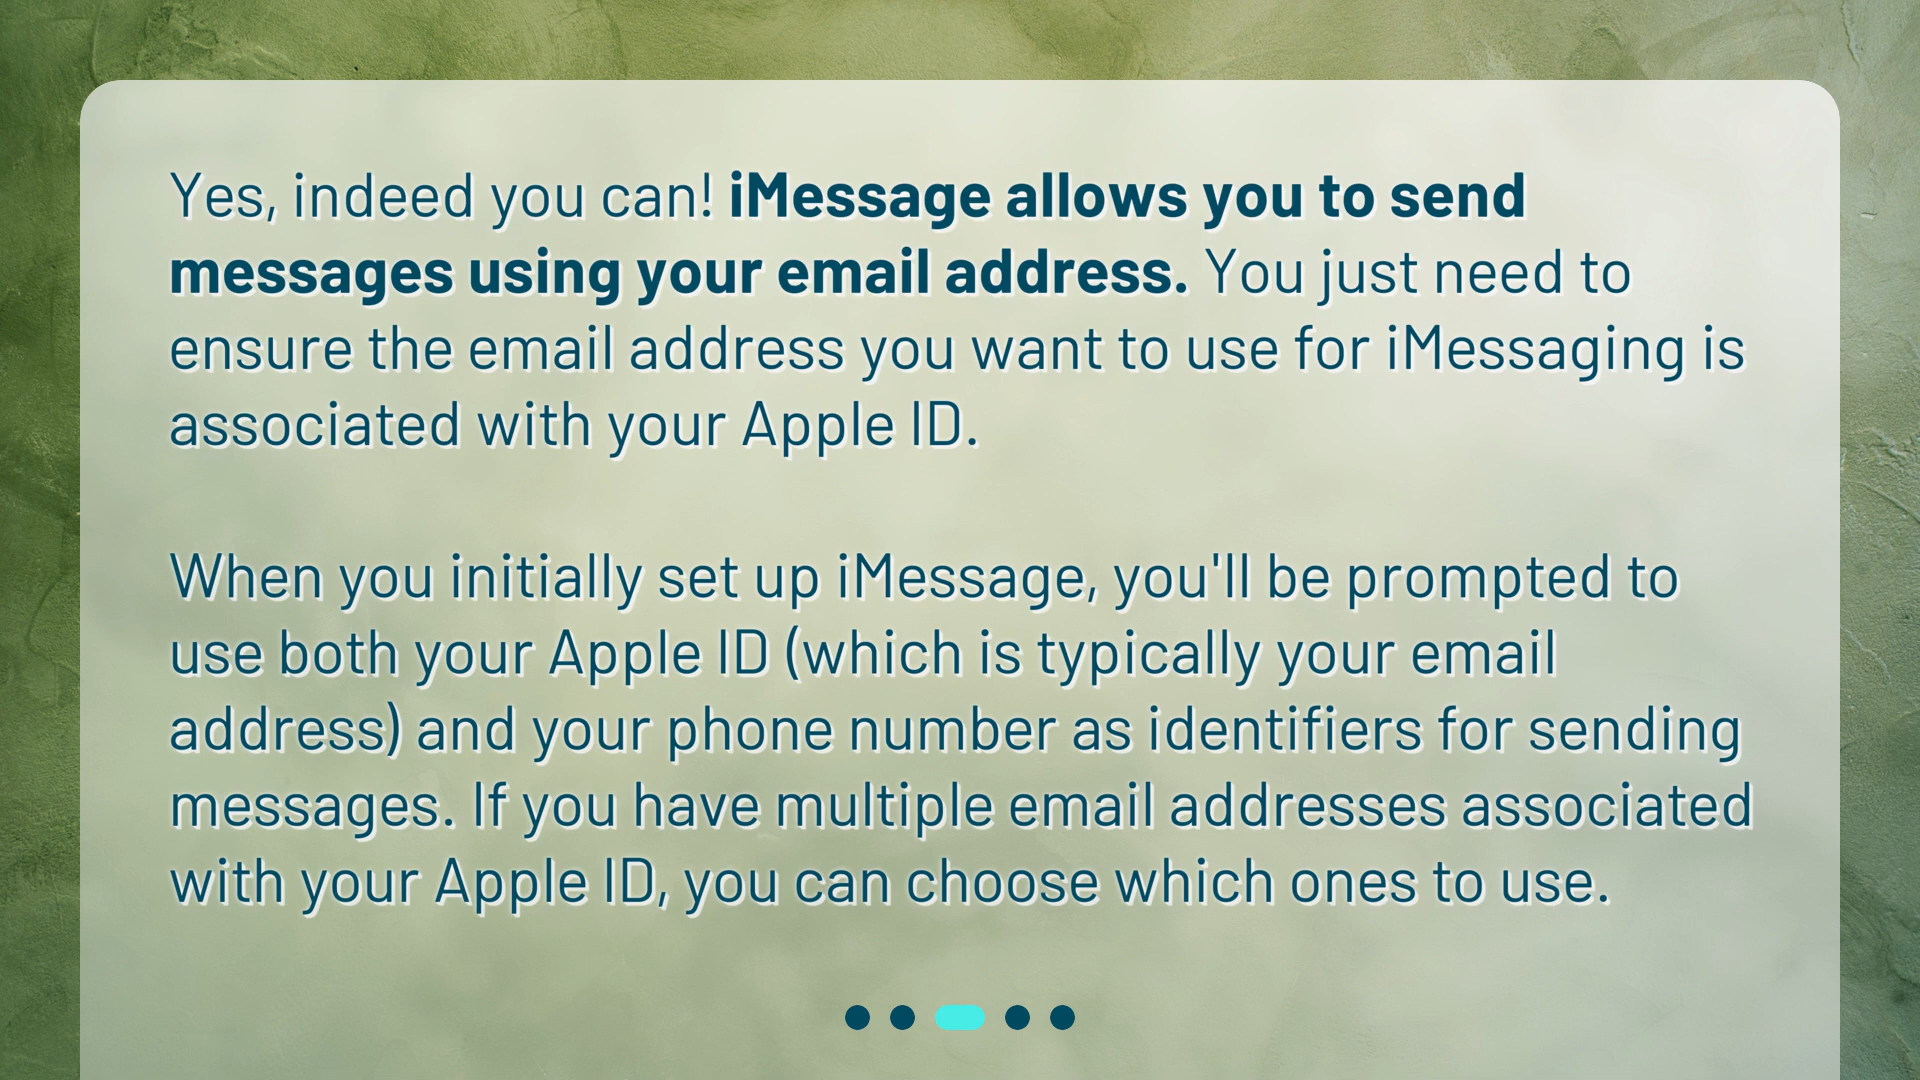 Yes, indeed you can! iMessage allows you to send
messages using your email address. You just need to
ensure the email address you want to use for iMessaging is
associated with your Apple ID.
When you initially set up iMessage, you'll be prompted to
use both your Apple ID (which is typically your email
address) and your phone number as identifiers for sending
messages. If you have multiple email addresses associated
with your Apple ID, you can choose which ones to use.